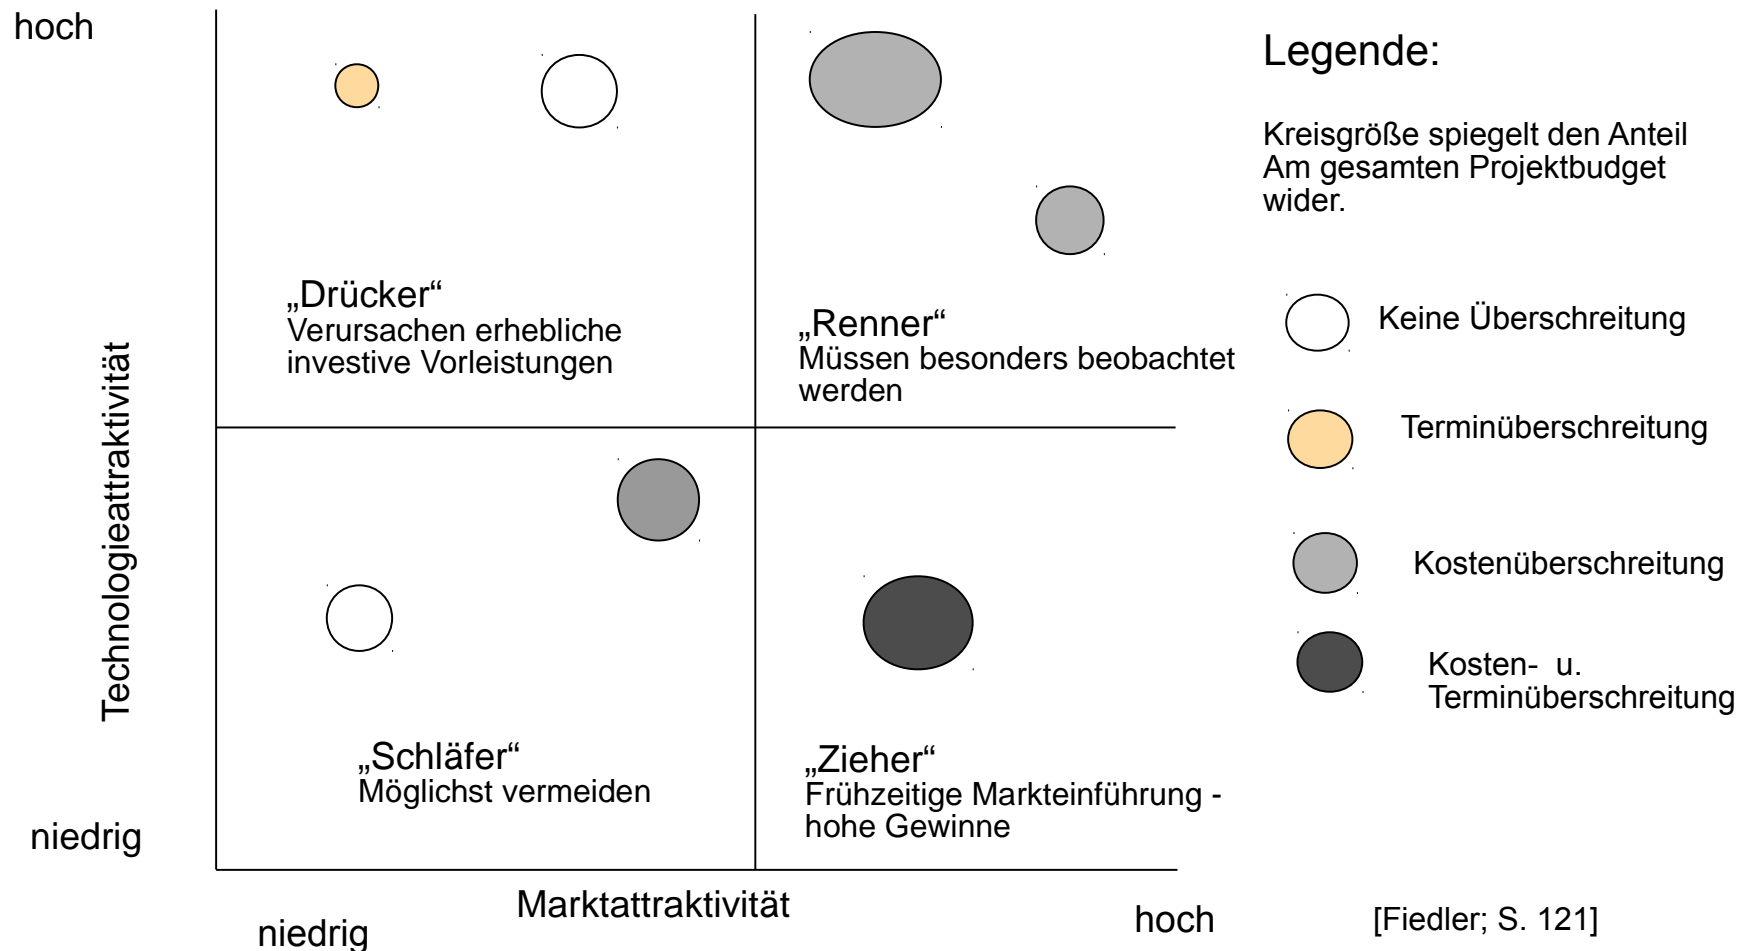 hoch
Legende:
Kreisgröße spiegelt den Anteil
Am gesamten Projektbudget
wider.
„Drücker“
Verursachen erhebliche
investive Vorleistungen
„Renner“
Müssen besonders beobachtet
werden
Keine Überschreitung
Terminüberschreitung
Kostenüberschreitung
Kosten- u.
Terminüberschreitung
Technologieattraktivität
„Schläfer“
Möglichst vermeiden
„Zieher“
Frühzeitige Markteinführung -
hohe Gewinne
niedrig
Marktattraktivität
niedrig
hoch
[Fiedler; S. 121]